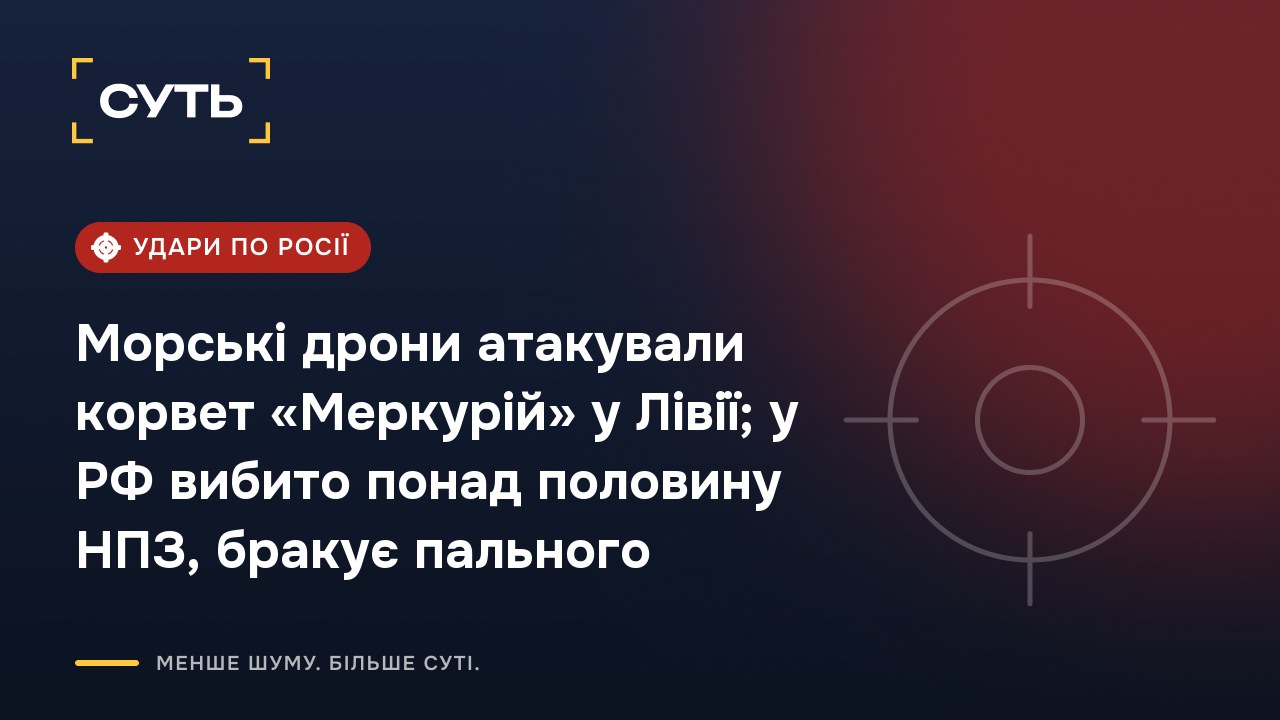 СУТЬ
УДАРИ ПО РОСІЇ
Морські дрони атакували
корвет «Меркурій» у Лівії; у
РФ вибито понад половину
НПЗ, бракує пального
МЕНШЕ ШУМУ. БІЛЬШЕ СУТІ.